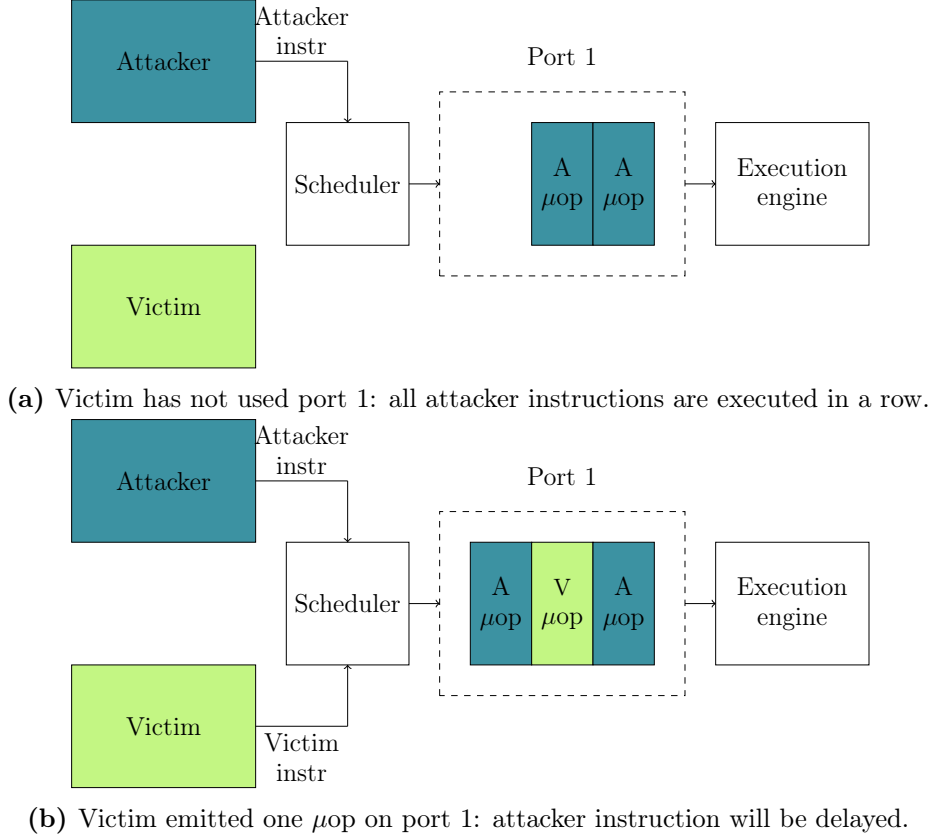 Attacker
Attacker
instr
Port 1
Scheduler
A
μop
A
μop
Execution
engine
Victim
(a) Victim has not used port 1: all attacker instructions are executed in a row.
Attacker
Attacker
instr
Port 1
Scheduler
A
μop
V
μop
A
μop
Execution
engine
Victim
Victim
instr
(b) Victim emitted one μop on port 1: attacker instruction will be delayed.